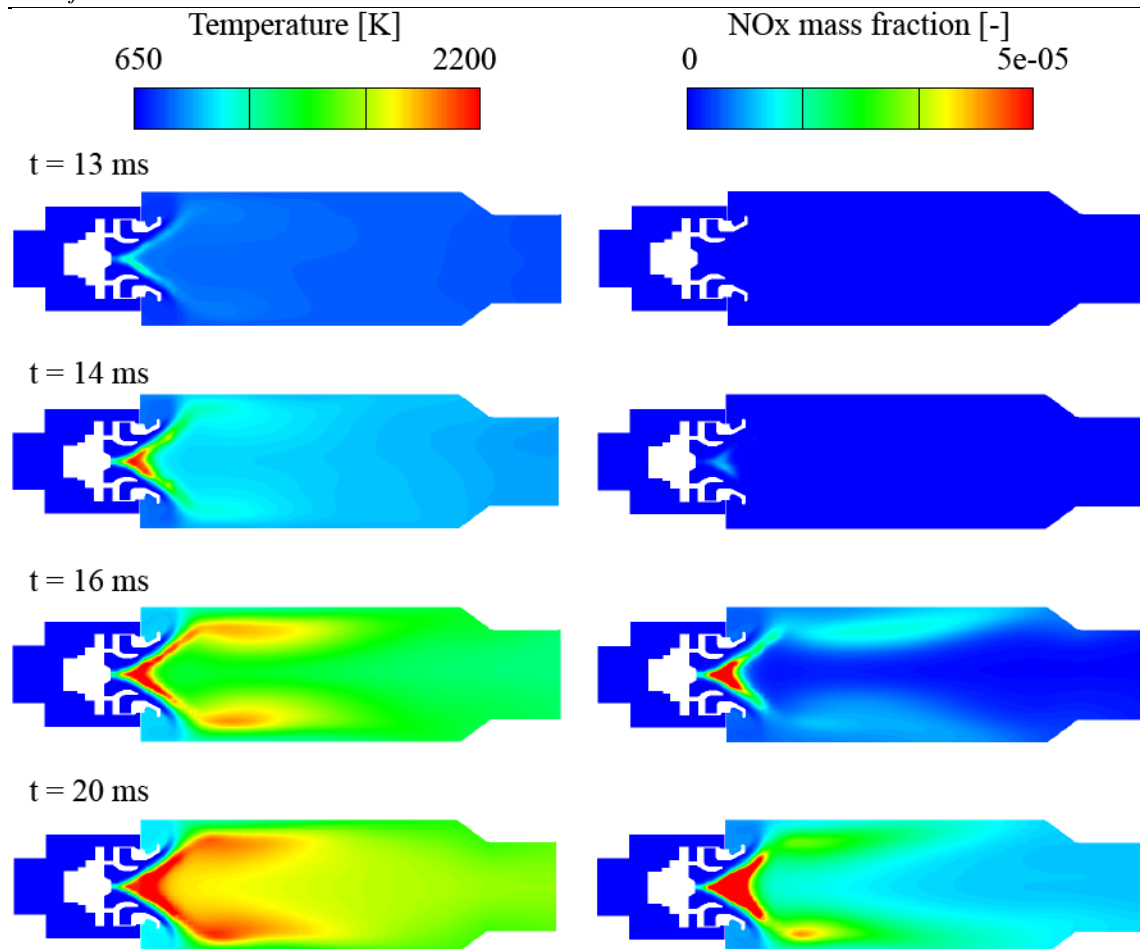 Temperature [K]
NOx mass fraction [-]
650
2200
0
5e-05
t = 13 ms
t = 14 ms
t = 16 ms
t = 20 ms